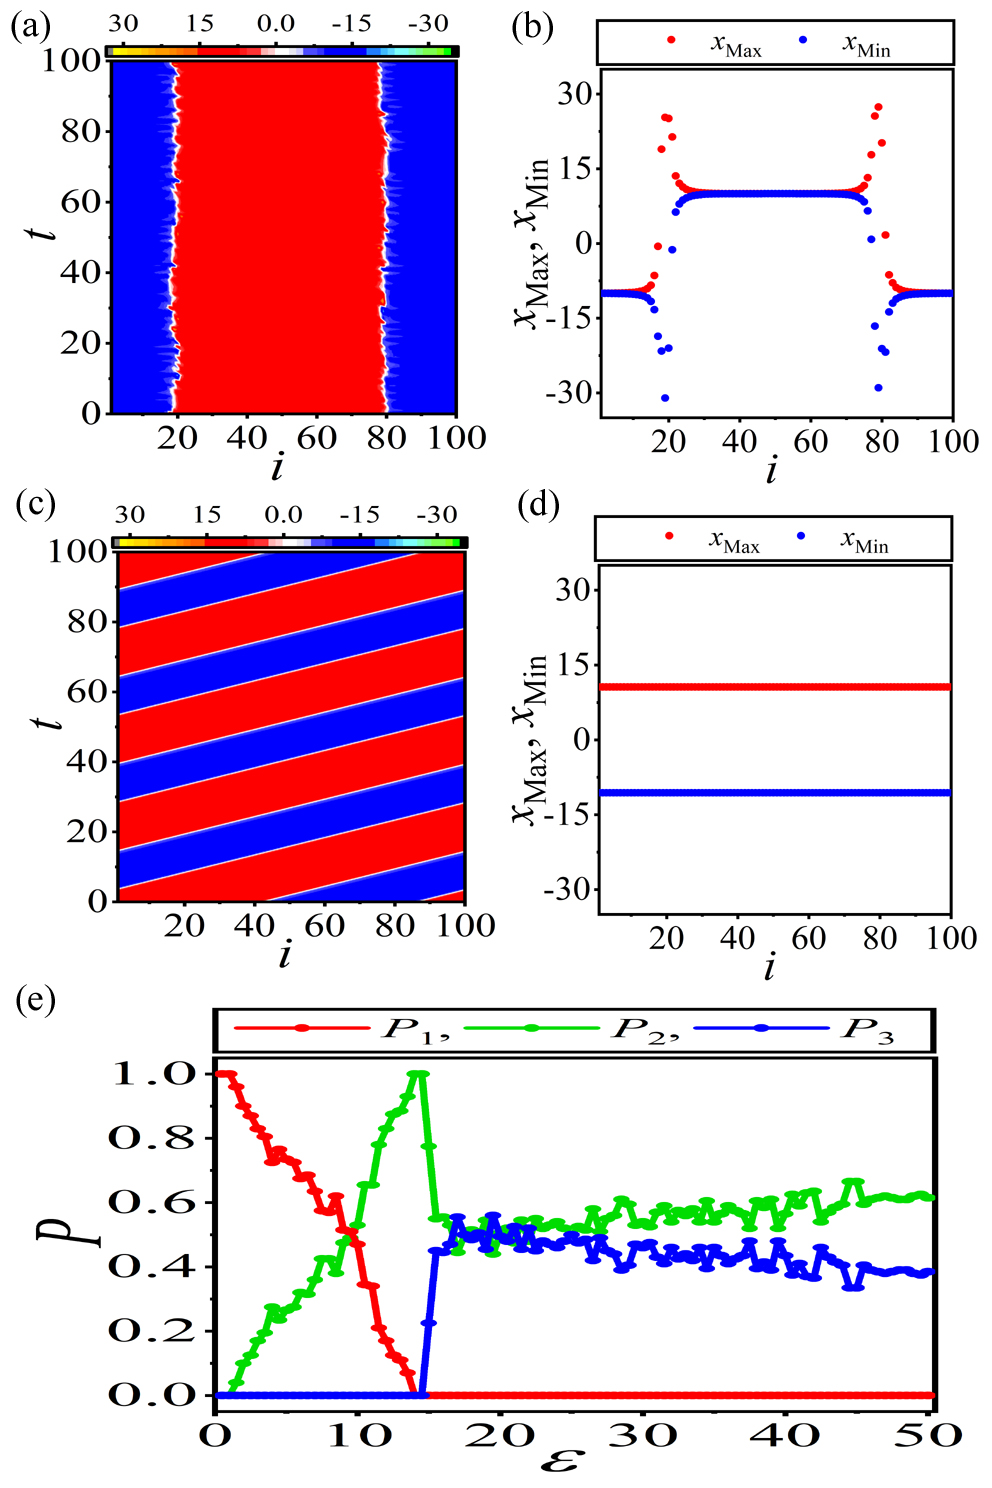 (a)
30 15 0.0 -15 -30
100
80
60
40
20
0
t
20 40 60 80 100
i
(b)
xMax xMin
30
15
0
-15
-30
xMax, xMin
20 40 60 80 100
i
(c)
30 15 0.0 -15 -30
100
80
60
40
20
0
t
20 40 60 80 100
i
(d)
xMax xMin
30
15
0
-15
-30
xMax, xMin
20 40 60 80 100
i
(e)
P1, P2, P3
1.0
0.8
0.6
0.4
0.2
0.0
p
0 10 20 30 40 50
ε